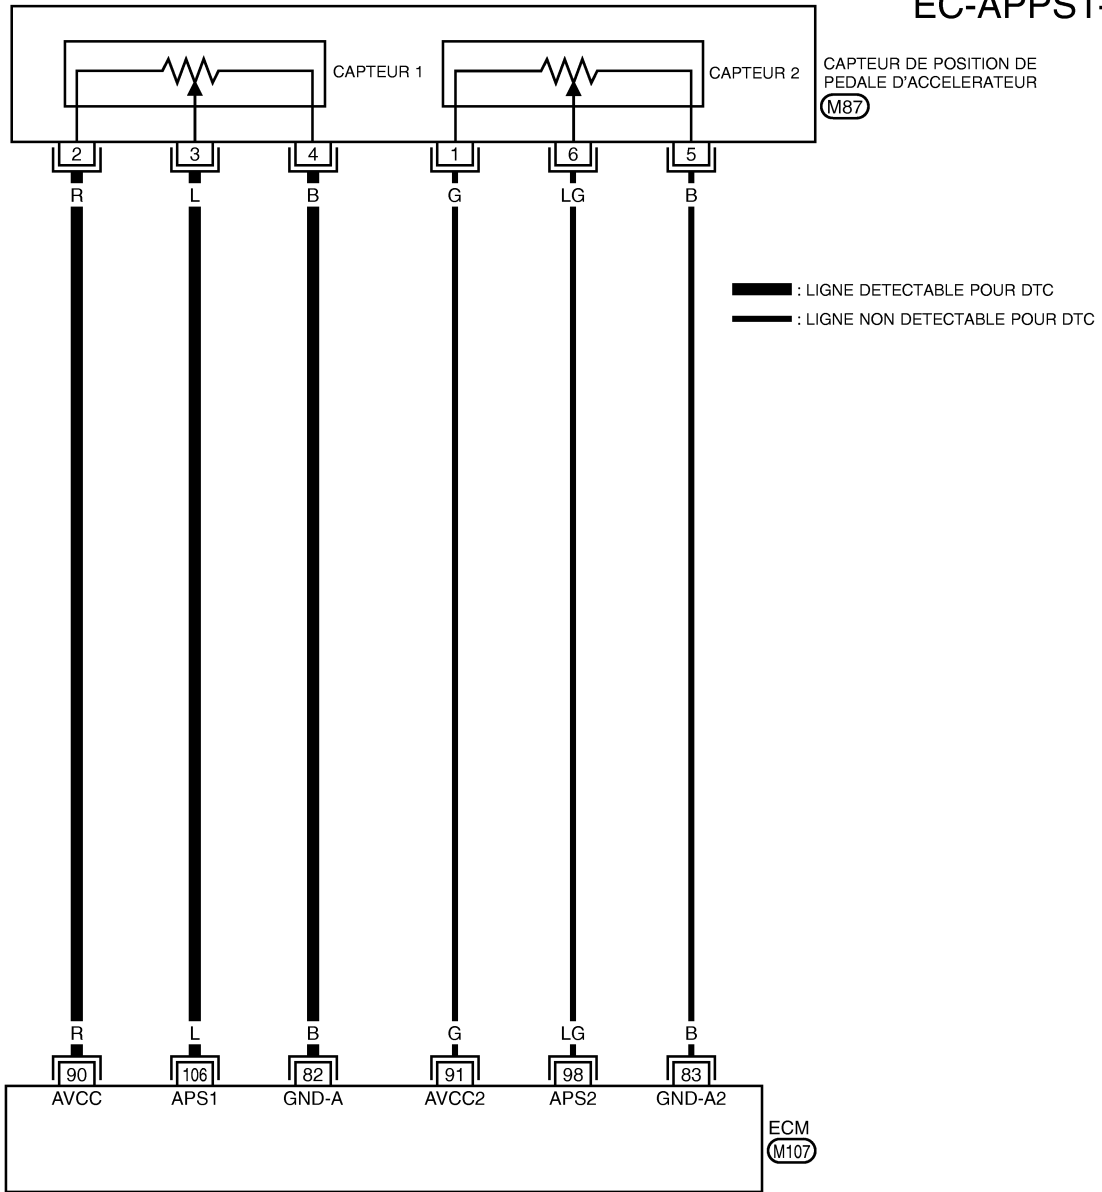 EC-APPS1-
CAPTEUR 1
CAPTEUR 2
CAPTEUR DE POSITION DE
PEDALE D'ACCELERATEUR
M87
2 3 4 1 6 5
R L B G LG B
: LIGNE DETECTABLE POUR DTC
: LIGNE NON DETECTABLE POUR DTC
R L B G LG B
90 106 82 91 98 83
AVCC APS1 GND-A AVCC2 APS2 GND-A2
ECM
M107